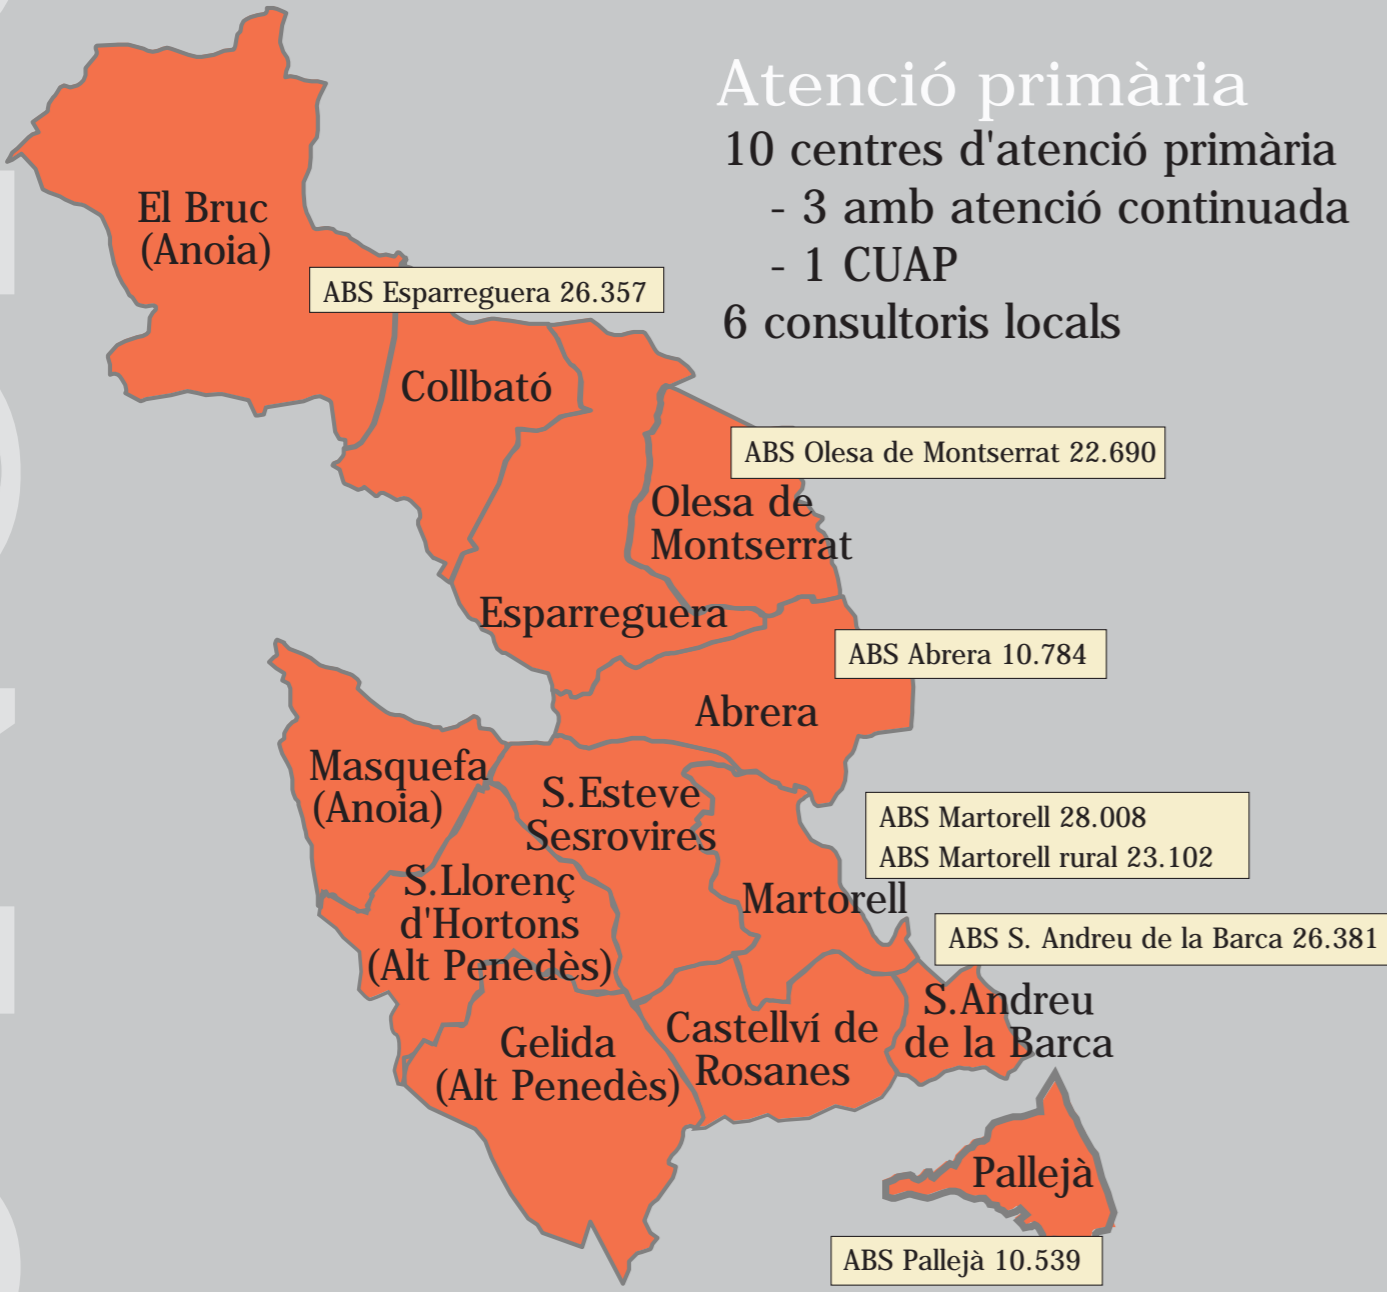 Atenció primària
10 centres d'atenció primària
- 3 amb atenció continuada
- 1 CUAP
6 consultoris locals
El Bruc
(Anoia)
ABS Esparreguera 26.357
Collbató
ABS Olesa de Montserrat 22.690
Olesa de
Montserrat
Esparreguera
ABS Abrera 10.784
Abrera
Masquefa
(Anoia)
S.Esteve
Sesrovires
ABS Martorell 28.008
ABS Martorell rural 23.102
S.Llorenç
d'Hortons
(Alt Penedès)
Martorell
ABS S. Andreu de la Barca 26.381
S.Andreu
de la Barca
Gelida
(Alt Penedès)
Castellví de
Rosanes
Pallejà
ABS Pallejà 10.539